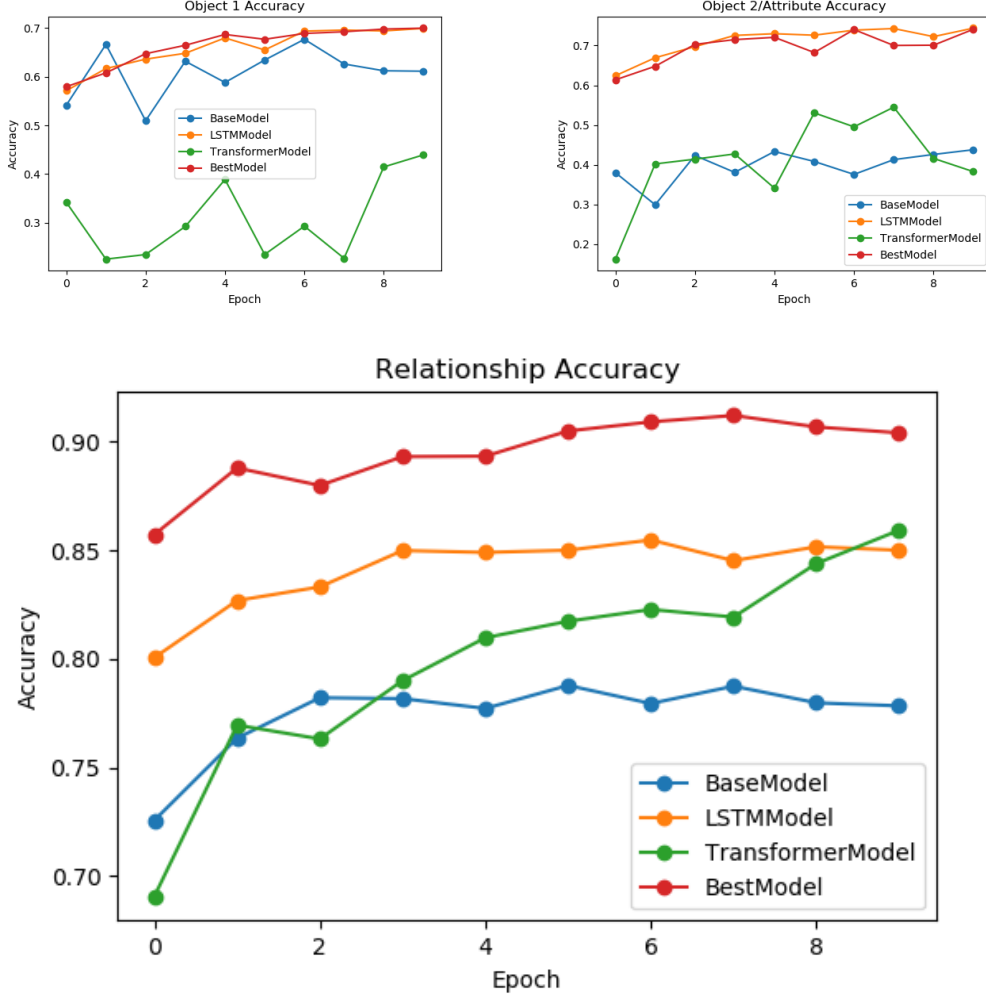 Object 1 Accuracy
0.7
0.6
0.5
0.4
0.3
Accuracy
BaseModel
LSTMModel
TransformerModel
BestModel
0 2 4 6 8
Epoch
Object 2/Attribute Accuracy
0.7
0.6
0.5
0.4
0.3
0.2
Accuracy
BaseModel
LSTMModel
TransformerModel
BestModel
0 2 4 6 8
Epoch
Relationship Accuracy
0.90
0.85
0.80
0.75
0.70
Accuracy
BaseModel
LSTMModel
TransformerModel
BestModel
0 2 4 6 8
Epoch